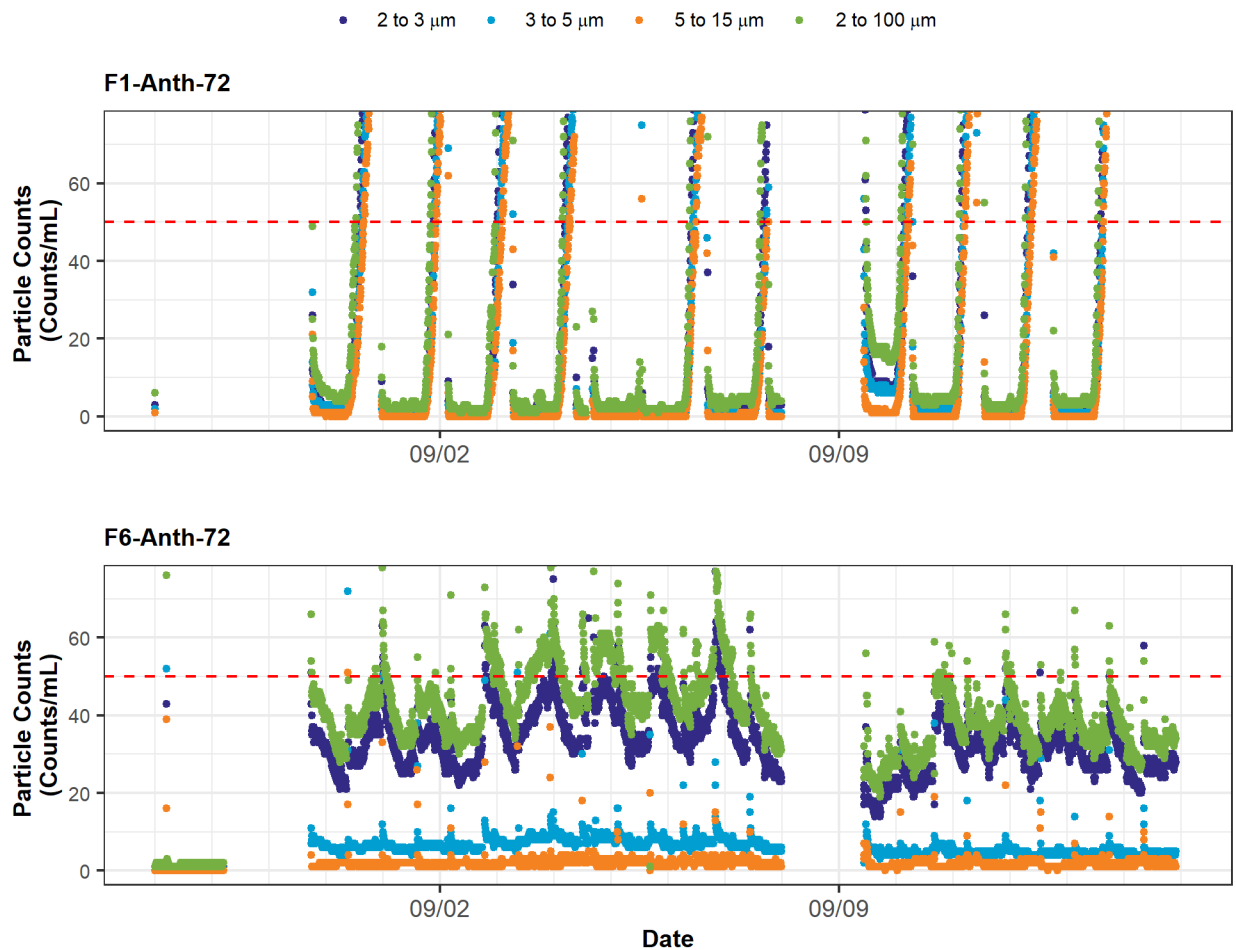 2 to 3 μm 3 to 5 μm 5 to 15 μm 2 to 100 μm
F1-Anth-72
Particle Counts
(Counts/mL)
60
40
20
0
09/02 09/09
F6-Anth-72
Particle Counts
(Counts/mL)
60
40
20
0
09/02 09/09
Date